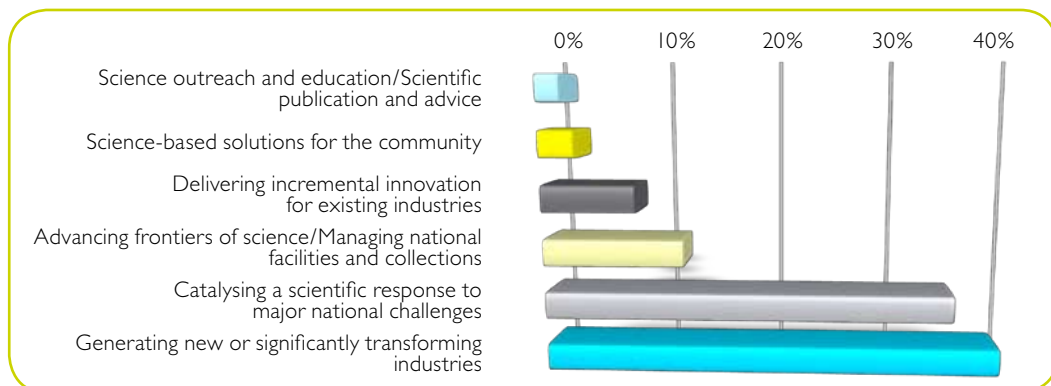 0% 10% 20% 30% 40%
Science outreach and education/Scientific
publication and advice
Science-based solutions for the community
Delivering incremental innovation
for existing industries
Advancing frontiers of science/Managing national
facilities and collections
Catalysing a scientific response to
major national challenges
Generating new or significantly transforming
industries